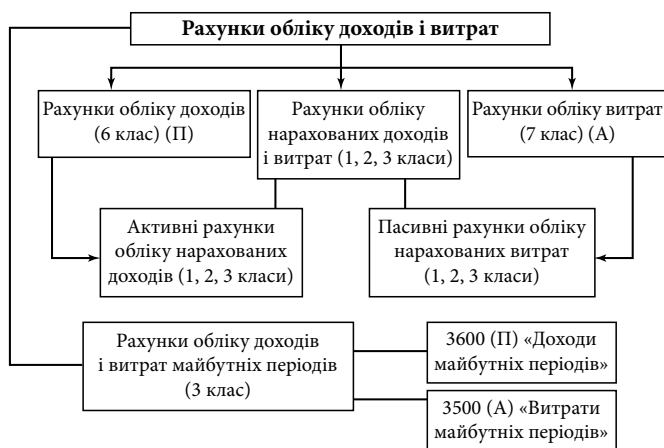 Рахунки обліку доходів і витрат
Рахунки обліку доходів
(6 клас) (П)
Рахунки обліку
нарахованих доходів
і витрат (1, 2, 3 класи)
Рахунки обліку витрат
(7 клас) (А)
Активні рахунки
обліку нарахованих
доходів (1, 2, 3 класи)
Пасивні рахунки обліку
нарахованих витрат
(1, 2, 3 класи)
Рахунки обліку доходів
і витрат майбутніх періодів
(3 клас)
3600 (П) «Доходи
майбутніх періодів»
3500 (А) «Витрати
майбутніх періодів»